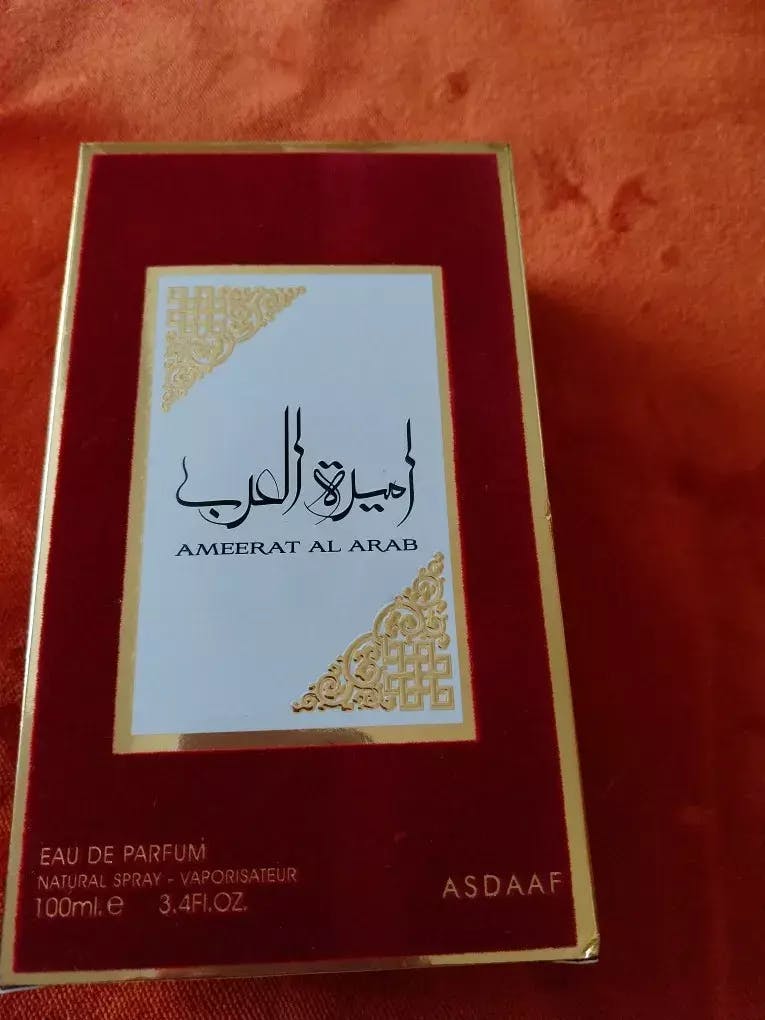 اميرة العرب
AMEERAT AL ARAB
EAU DE PARFUM
NATURAL SPRAY - VAPORISATEUR
100ml. e 3.4Fl.OZ.
ASDAAF